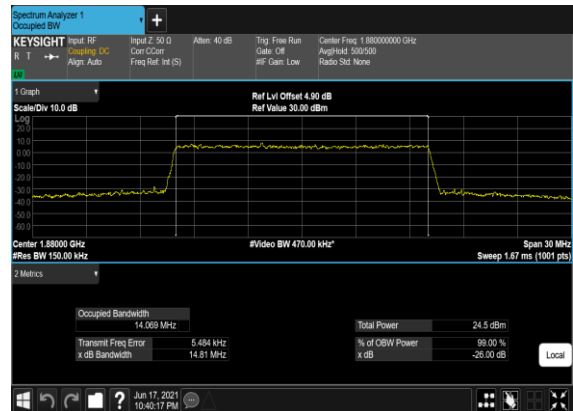 Spectrum Analyzer 1
Occupied BW
+
KEYSIGHT Input: RF Input Z: 50 Ω Atten: 40 dB Trig: Free Run Center Freq: 1.880000000 GHz
R T Coupling: DC Corr CCorr Gate: Off Avg|Hold: 500/500
Align: Auto Freq Ref: Int (S) #IF Gain: Low Radio Std: None
LU
1 Graph
Ref Lvl Offset 4.90 dB
Scale/Div 10.0 dB Ref Value 30.00 dBm
Log
20.0
10.0
0.00
-10.0
-20.0
-30.0
-40.0
-50.0
-60.0
Center 1.88000 GHz #Video BW 470.00 kHz* Span 30 MHz
#Res BW 150.00 kHz Sweep 1.67 ms (1001 pts)
2 Metrics
Occupied Bandwidth
14.069 MHz Total Power 24.5 dBm
Transmit Freq Error 5.484 kHz % of OBW Power 99.00 %
x dB Bandwidth 14.81 MHz x dB -26.00 dB
Local
? Jun 17, 2021
10:40:17 PM